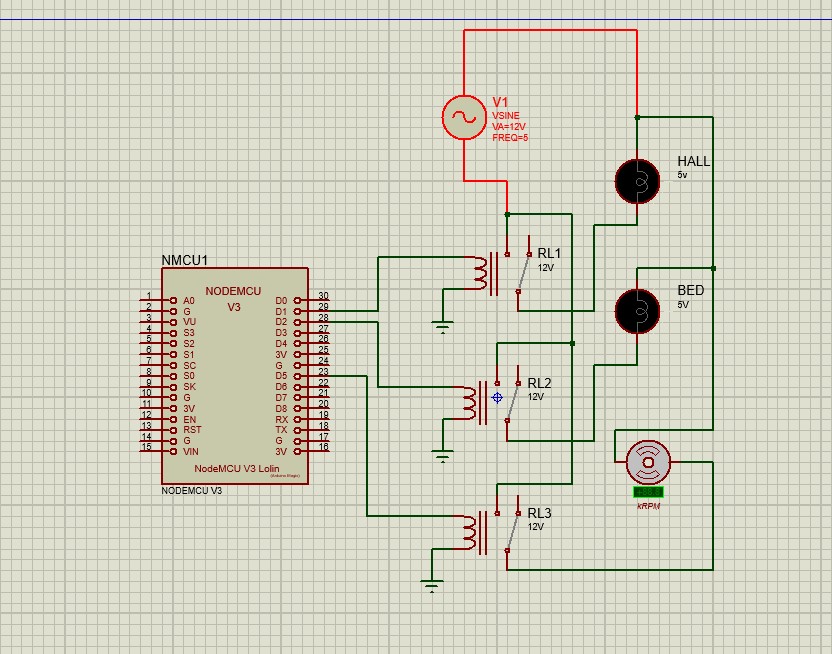 V1
VSINE
VA=12V
FREQ=5
HALL
5v
RL1
12V
NMCU1
NODEMCU
V3
1 A0 D0 30
2 G D1 29
3 VU D2 28
4 S3 D3 27
5 S2 D4 26
6 S1 3V 25
7 SC G 24
8 S0 D5 23
9 SK D6 22
10 G D7 21
11 3V D8 20
12 EN RX 19
13 RST TX 18
14 G G 17
15 VIN 3V 16
NodeMCU V3 Lolin
NODEMCU V3
BED
5V
RL2
12V
kRPM
RL3
12V